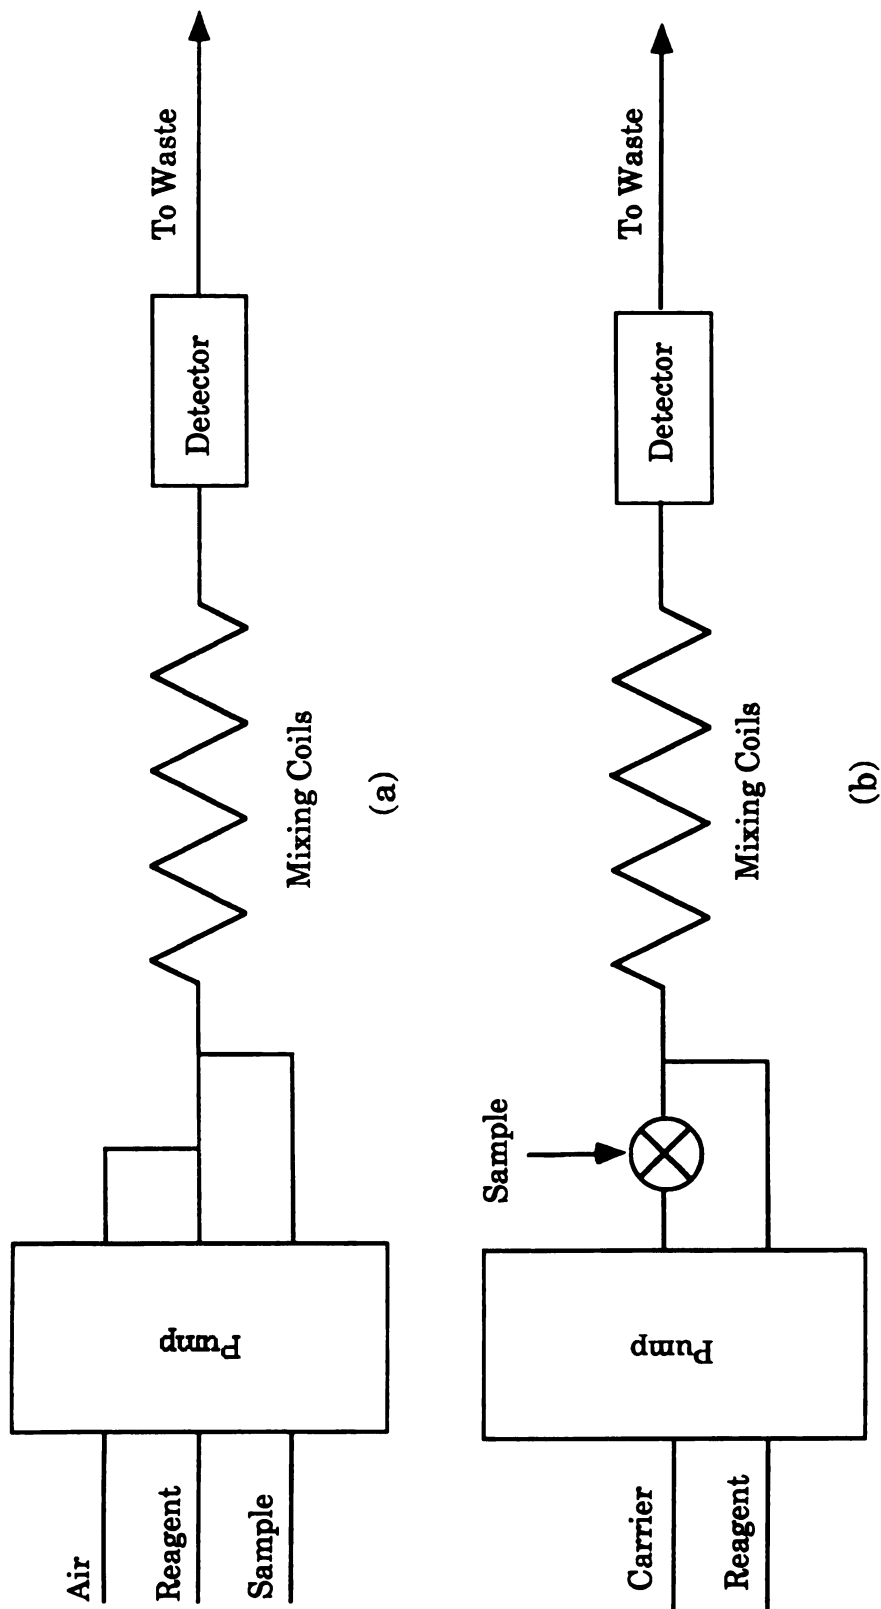 Air
Reagent
Sample
Pump
Mixing Coils
Detector
To Waste
(a)
Carrier
Reagent
Pump
Sample
Mixing Coils
Detector
To Waste
(b)